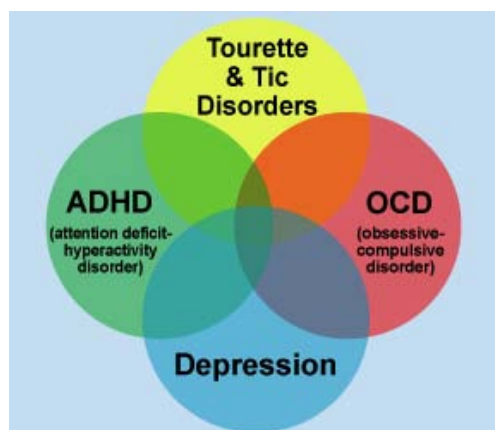 Tourette
& Tic
Disorders
ADHD
(attention deficit-
hyperactivity
disorder)
OCD
(obsessive-
compulsive
disorder)
Depression